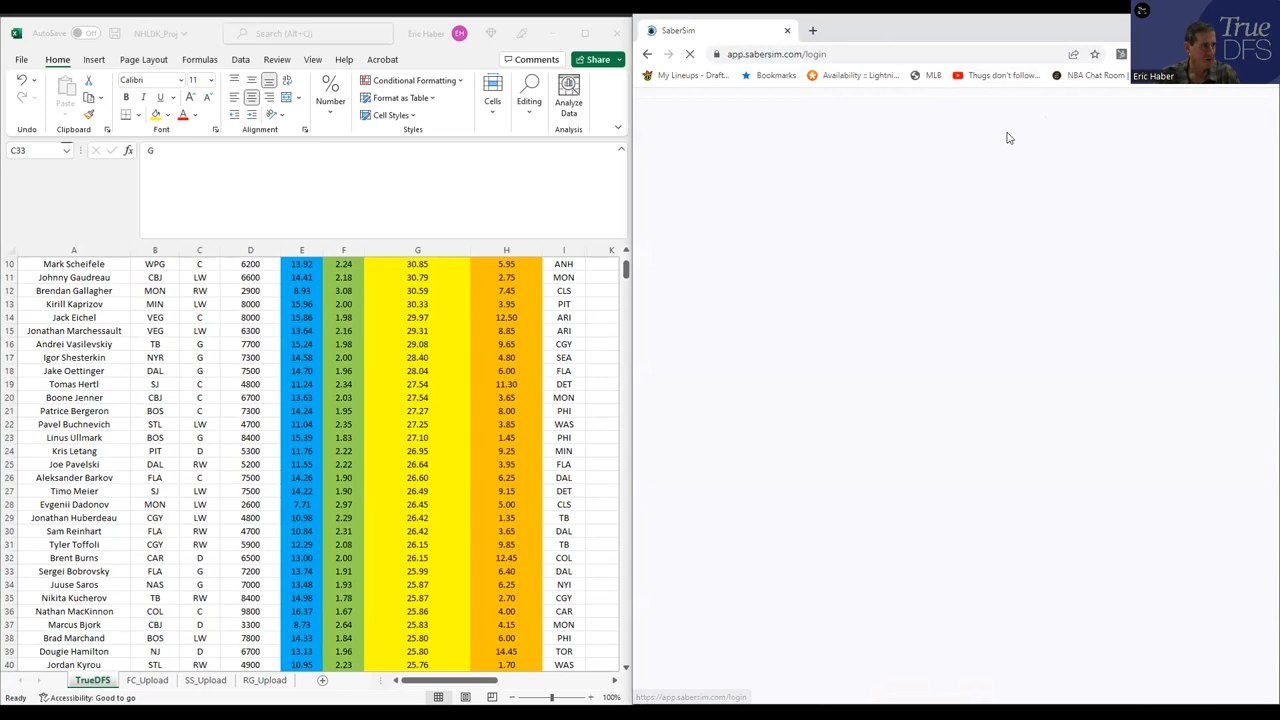 AutoSave Off NHLDK_Proj Search (Alt+Q) Eric Haber EH
File Home Insert Page Layout Formulas Data Review View Help Acrobat Comments Share
Calibri 11
Paste
B I U A
Conditional Formatting
Format as Table
Cell Styles
Number
Cells
Editing
Analyze
Data
Undo Clipboard Font Alignment Styles Analysis
C33 fx G
A B C D E F G H I K
10 Mark Scheifele WPG C 6200 13.92 2.24 30.85 5.95 ANH
11 Johnny Gaudreau CBJ LW 6600 14.41 2.18 30.79 2.75 MON
12 Brendan Gallagher MON RW 2900 8.93 3.08 30.59 7.45 CLS
13 Kirill Kaprizov MIN LW 8000 15.96 2.00 30.33 3.95 PIT
14 Jack Eichel VEG C 8000 15.86 1.98 29.97 12.50 ARI
15 Jonathan Marchessault VEG LW 6300 13.64 2.16 29.31 8.85 ARI
16 Andrei Vasilevskiy TB G 7700 15.24 1.98 29.08 9.65 CGY
17 Igor Shesterkin NYR G 7300 14.58 2.00 28.40 4.80 SEA
18 Jake Oettinger DAL G 7500 14.70 1.96 28.04 6.00 FLA
19 Tomas Hertl SJ C 4800 11.24 2.34 27.54 11.30 DET
20 Boone Jenner CBJ C 6700 13.63 2.03 27.54 3.65 MON
21 Patrice Bergeron BOS C 7300 14.24 1.95 27.27 8.00 PHI
22 Pavel Buchnevich STL LW 4700 11.04 2.35 27.25 3.85 WAS
23 Linus Ullmark BOS G 8400 15.39 1.83 27.10 1.45 PHI
24 Kris Letang PIT D 5300 11.76 2.22 26.95 9.25 MIN
25 Joe Pavelski DAL RW 5200 11.55 2.22 26.64 3.95 FLA
26 Aleksander Barkov FLA C 7500 14.26 1.90 26.60 6.25 DAL
27 Timo Meier SJ LW 7500 14.22 1.90 26.49 9.15 DET
28 Evgenii Dadonov MON LW 2600 7.71 2.97 26.45 5.00 CLS
29 Jonathan Huberdeau CGY LW 4800 10.98 2.29 26.42 1.35 TB
30 Sam Reinhart FLA RW 4700 10.84 2.31 26.42 3.65 DAL
31 Tyler Toffoli CGY RW 5900 12.29 2.08 26.15 9.85 TB
32 Brent Burns CAR D 6500 13.00 2.00 26.15 12.45 COL
33 Sergei Bobrovsky FLA G 7200 13.74 1.91 25.99 6.40 DAL
34 Juuse Saros NAS G 7000 13.48 1.93 25.87 6.25 NYI
35 Nikita Kucherov TB RW 8400 14.98 1.78 25.87 2.70 CGY
36 Nathan MacKinnon COL C 9800 16.37 1.67 25.86 4.00 CAR
37 Marcus Bjork CBJ D 3300 8.73 2.64 25.83 4.15 MON
38 Brad Marchand BOS LW 7800 14.33 1.84 25.80 6.00 PHI
39 Dougie Hamilton NJ D 6700 13.13 1.96 25.80 14.45 TOR
40 Jordan Kyrou STL RW 4900 10.95 2.23 25.76 1.70 WAS
TrueDFS FC_Upload SS_Upload RG_Upload
Ready Accessibility: Good to go 100%
SaberSim
app.sabersim.com/login
My Lineups - Draft... Bookmarks Availability :: Lightni... MLB Thugs don't follow... NBA Chat Room
https://app.sabersim.com/login
True
DFS
Eric Haber